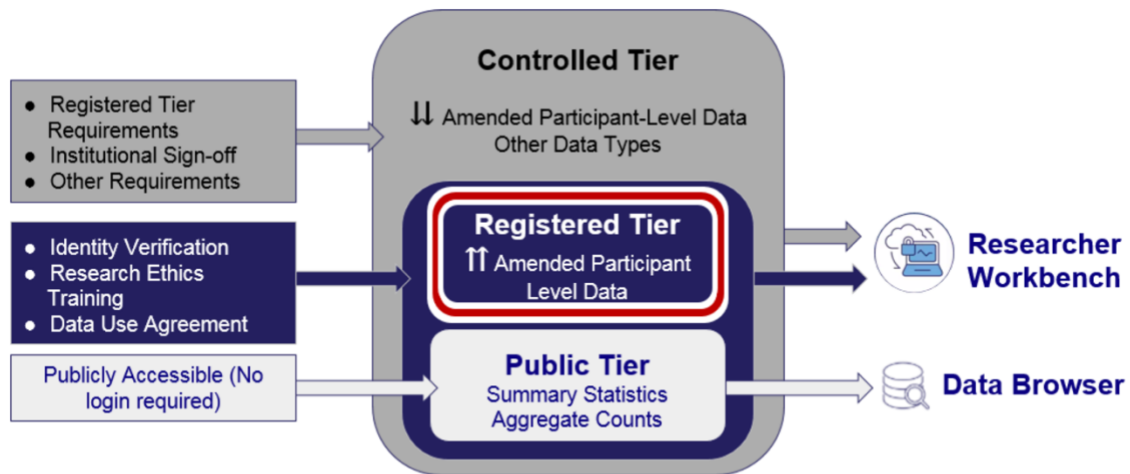 Controlled Tier
⇊ Amended Participant-Level Data
Other Data Types
● Registered Tier
Requirements
● Institutional Sign-off
● Other Requirements
Registered Tier
⇈ Amended Participant
Level Data
● Identity Verification
● Research Ethics
Training
● Data Use Agreement
Researcher
Workbench
Publicly Accessible (No
login required)
Public Tier
Summary Statistics
Aggregate Counts
Data Browser